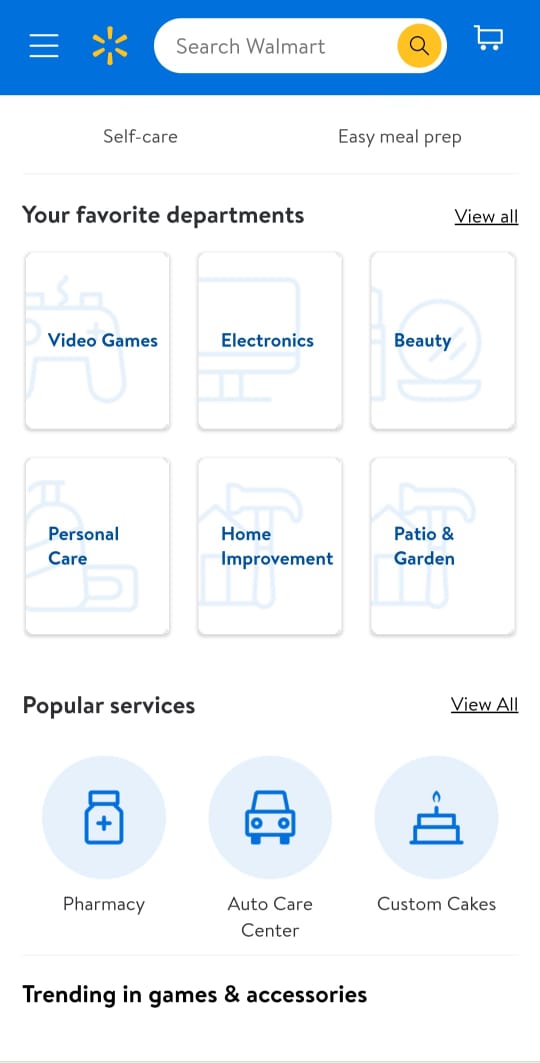 Search Walmart
Self-care
Easy meal prep
Your favorite departments
View all
Video Games
Electronics
Beauty
Personal
Care
Home
Improvement
Patio &
Garden
Popular services
View All
Pharmacy
Auto Care
Center
Custom Cakes
Trending in games & accessories